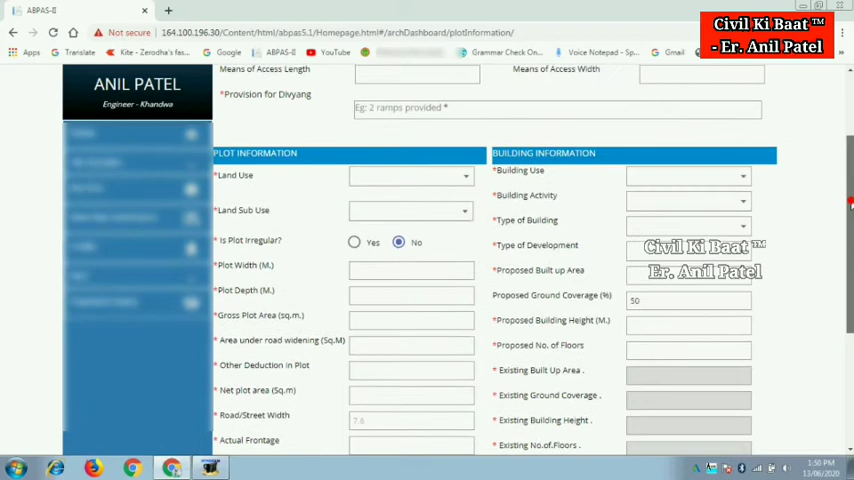 ABPAS-II
+
Civil Ki Baat ™
- Er. Anil Patel
Not secure
164.100.196.30/Content/html/abpas5.1/Homepage.html#/archDashboard/plotInformation/
Apps
Translate
Kite - Zerodha's fas...
Google
ABPAS-II
YouTube
Grammar Check On...
Voice Notepad - Sp...
Gmail
ANIL PATEL
Engineer - Khandwa
Means of Access Length
Means of Access Width
*Provision for Divyang
Eg: 2 ramps provided *
PLOT INFORMATION
*Land Use
*Land Sub Use
* Is Plot Irregular?
Yes
No
*Plot Width (M.)
*Plot Depth (M.)
*Gross Plot Area (sq.m.)
* Area under road widening (Sq.M)
* Other Deduction in Plot
* Net plot area (Sq.m)
* Road/Street Width
7.6
* Actual Frontage
BUILDING INFORMATION
*Building Use
*Building Activity
*Type of Building
*Type of Development
*Proposed Built up Area
Proposed Ground Coverage (%)
50
*Proposed Building Height (M.)
*Proposed No. of Floors
* Existing Built Up Area .
* Existing Ground Coverage .
* Existing Building Height .
* Existing No.of.Floors .
Civil Ki Baat ™
Er. Anil Patel
1:50 PM
13/06/2020